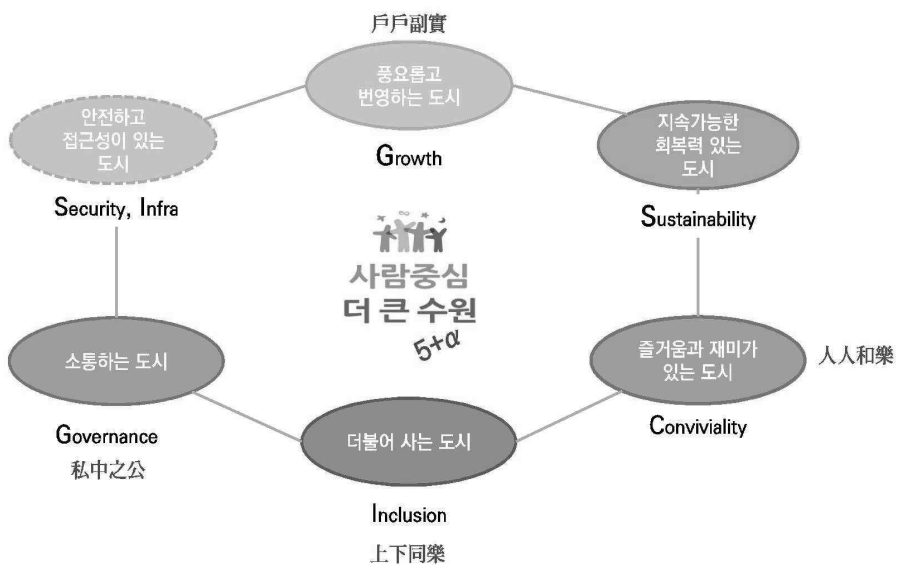 戶戶副實
풍요롭고
번영하는 도시
Growth
안전하고
접근성이 있는
도시
Security, Infra
지속가능한
회복력 있는
도시
Sustainability
사람중심
더 큰 수원
5+α
소통하는 도시
Governance
私中之公
즐거움과 재미가
있는 도시
人人和樂
Conviviality
더불어 사는 도시
Inclusion
上下同樂